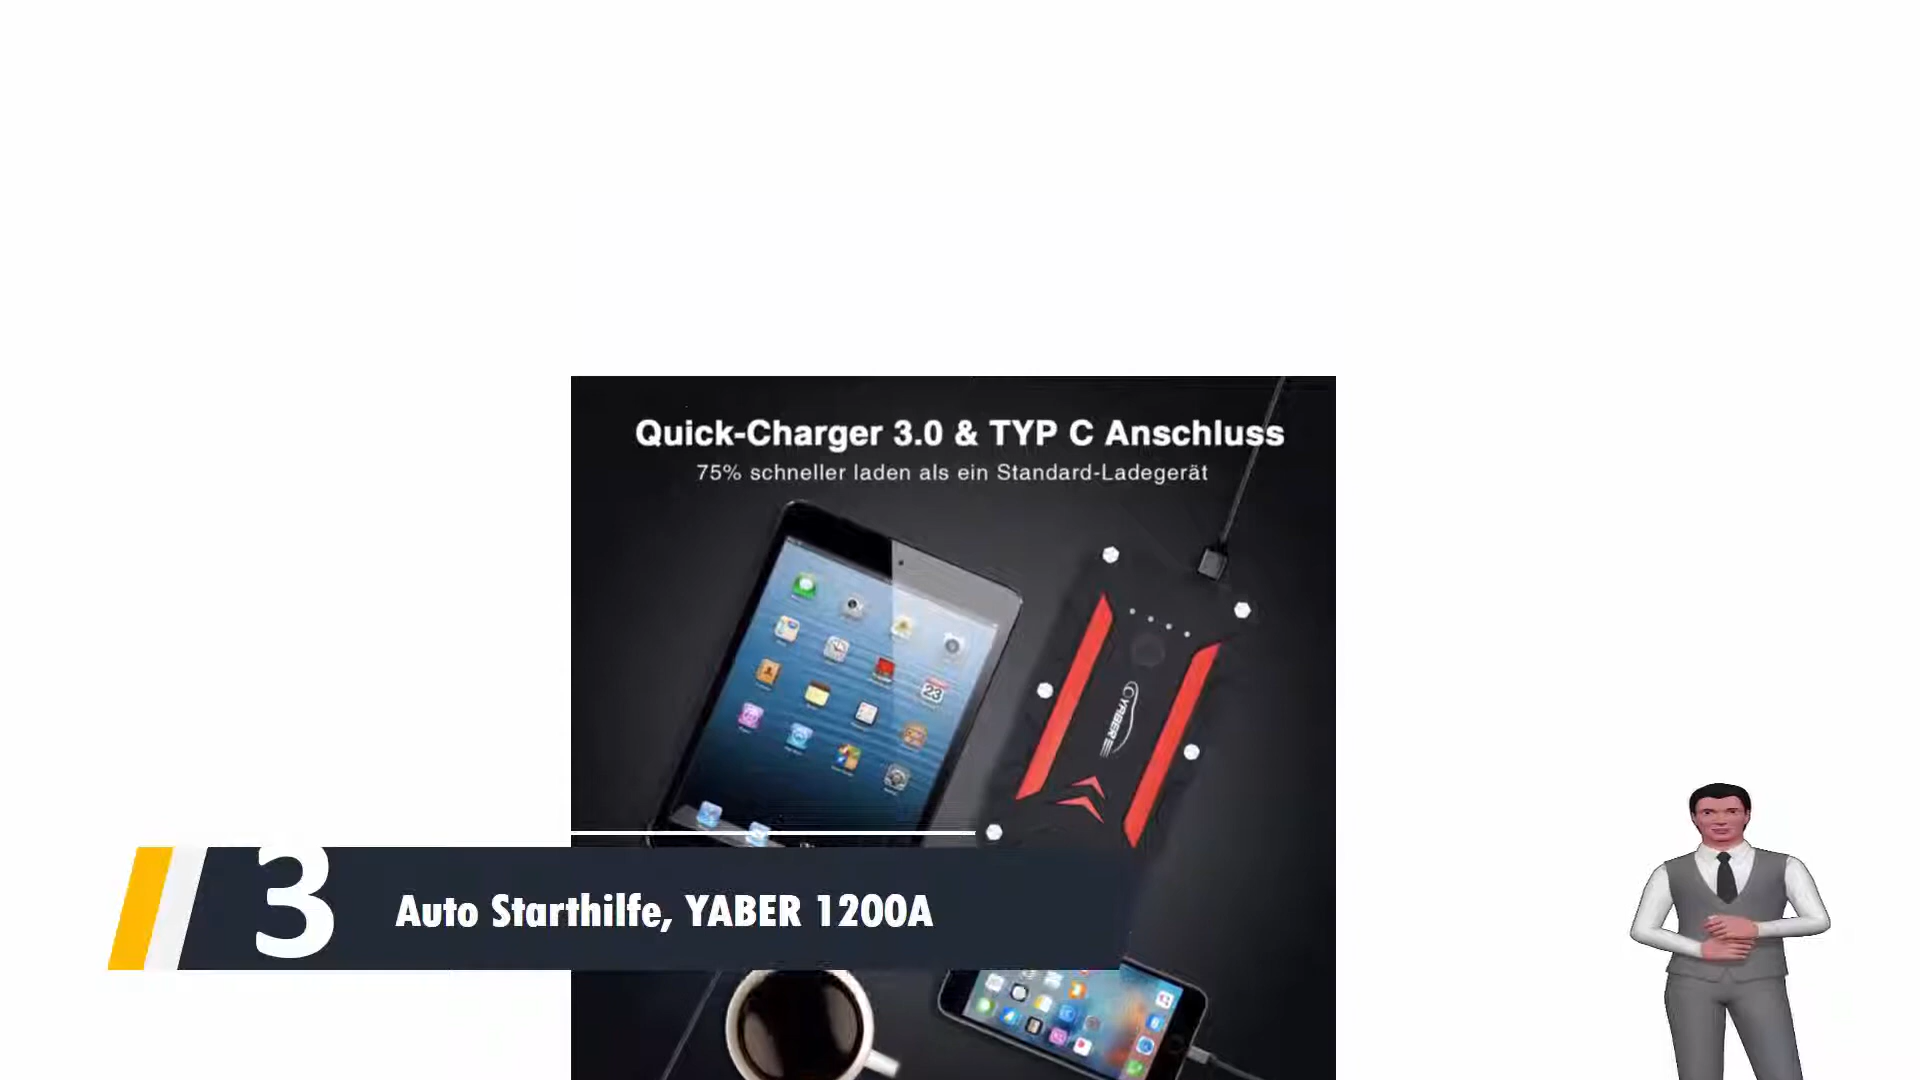 Quick-Charger 3.0 & TYP C Anschluss
75% schneller laden als ein Standard-Ladegerät
23
YABER
3
Auto Starthilfe, YABER 1200A